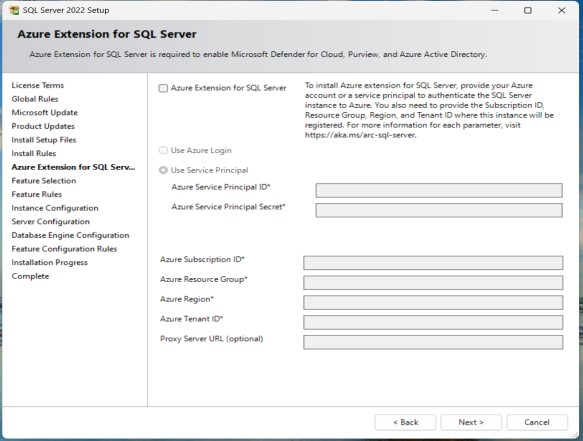 SQL Server 2022 Setup
Azure Extension for SQL Server
Azure Extension for SQL Server is required to enable Microsoft Defender for Cloud, Purview, and Azure Active Directory.
License Terms
Global Rules
Microsoft Update
Product Updates
Install Setup Files
Install Rules
Azure Extension for SQL Serv...
Feature Selection
Feature Rules
Instance Configuration
Server Configuration
Database Engine Configuration
Feature Configuration Rules
Installation Progress
Complete
Azure Extension for SQL Server
To install Azure extension for SQL Server, provide your Azure
account or a service principal to authenticate the SQL Server
instance to Azure. You also need to provide the Subscription ID,
Resource Group, Region, and Tenant ID where this instance will be
registered. For more information for each parameter, visit
https://aka.ms/arc-sql-server.
Use Azure Login
Use Service Principal
Azure Service Principal ID*
Azure Service Principal Secret*
Azure Subscription ID*
Azure Resource Group*
Azure Region*
Azure Tenant ID*
Proxy Server URL (optional)
< Back
Next >
Cancel